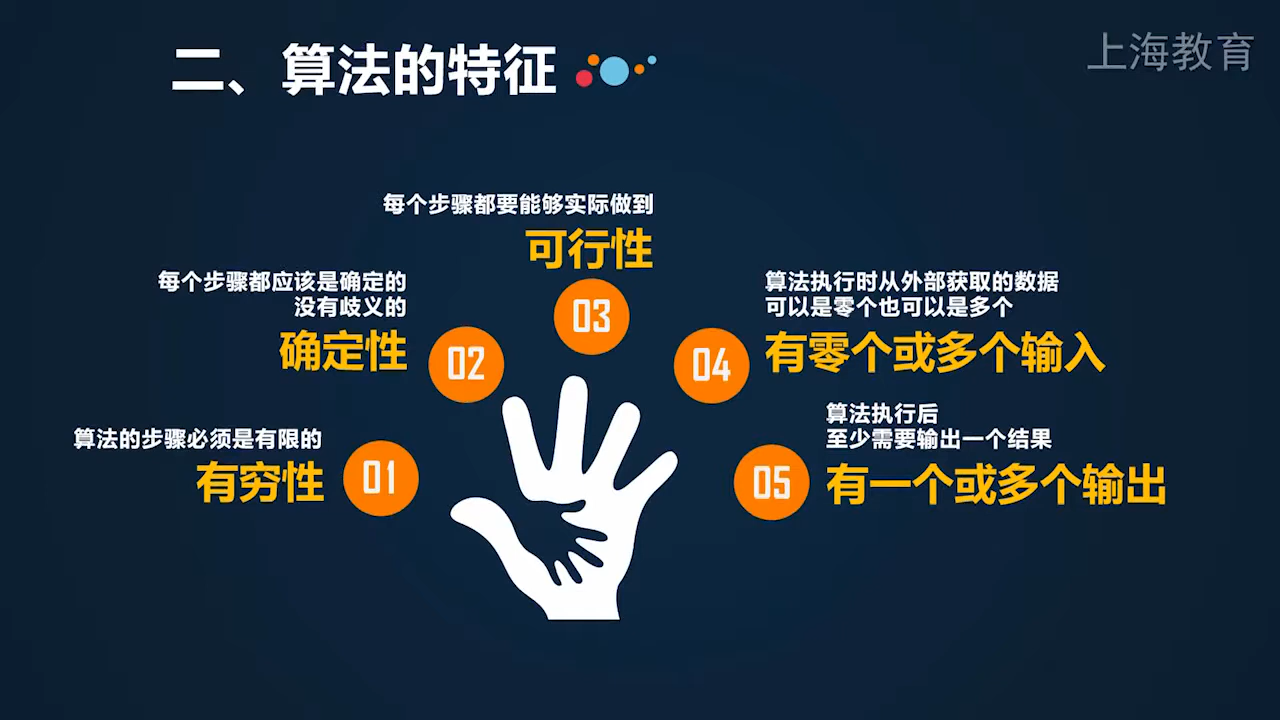 二、算法的特征
上海教育
每个步骤都要能够实际做到
可行性
03
每个步骤都应该是确定的
没有歧义的
确定性
02
算法执行时从外部获取的数据
可以是零个也可以是多个
有零个或多个输入
04
算法的步骤必须是有限的
有穷性
01
算法执行后
至少需要输出一个结果
有一个或多个输出
05